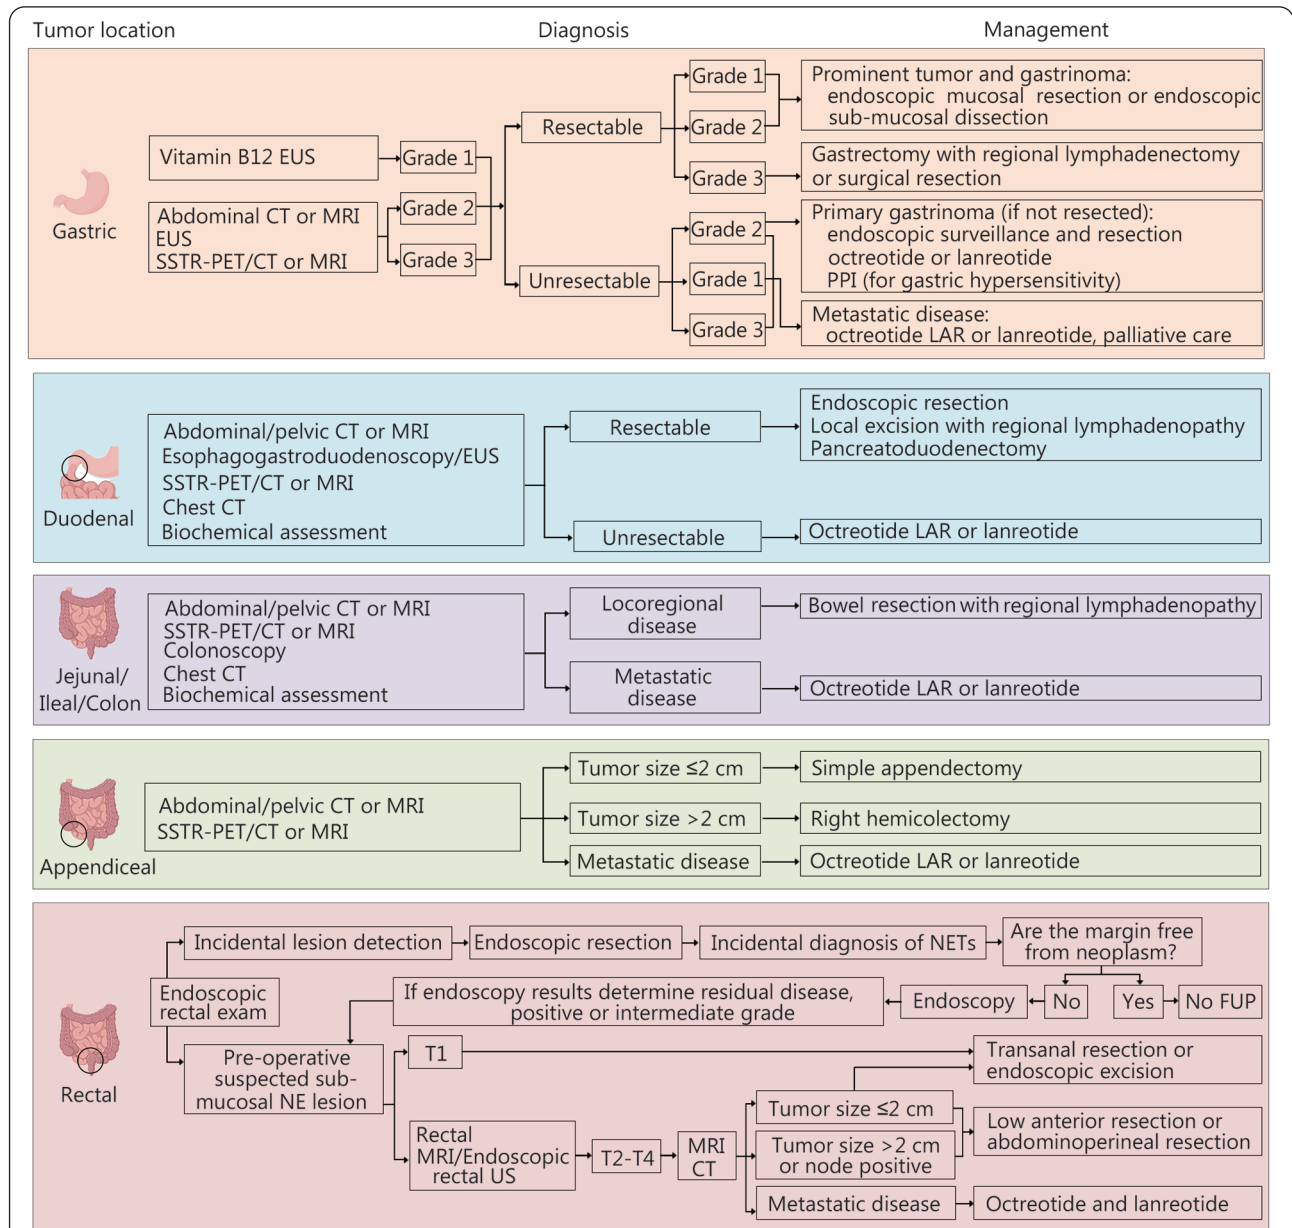 Tumor location
Diagnosis
Management
Gastric
Vitamin B12 EUS
Abdominal CT or MRI
EUS
SSTR-PET/CT or MRI
Grade 1
Grade 2
Grade 3
Resectable
Unresectable
Grade 1
Grade 2
Grade 3
Grade 2
Grade 1
Grade 3
Prominent tumor and gastrinoma:
endoscopic mucosal resection or endoscopic
sub-mucosal dissection
Gastrectomy with regional lymphadenectomy
or surgical resection
Primary gastrinoma (if not resected):
endoscopic surveillance and resection
octreotide or lanreotide
PPI (for gastric hypersensitivity)
Metastatic disease:
octreotide LAR or lanreotide, palliative care
Duodenal
Abdominal/pelvic CT or MRI
Esophagogastroduodenoscopy/EUS
SSTR-PET/CT or MRI
Chest CT
Biochemical assessment
Resectable
Unresectable
Endoscopic resection
Local excision with regional lymphadenopathy
Pancreatoduodenectomy
Octreotide LAR or lanreotide
Jejunal/
Ileal/Colon
Abdominal/pelvic CT or MRI
SSTR-PET/CT or MRI
Colonoscopy
Chest CT
Biochemical assessment
Locoregional
disease
Metastatic
disease
Bowel resection with regional lymphadenopathy
Octreotide LAR or lanreotide
Appendiceal
Abdominal/pelvic CT or MRI
SSTR-PET/CT or MRI
Tumor size ≤2 cm
Tumor size >2 cm
Metastatic disease
Simple appendectomy
Right hemicolectomy
Octreotide LAR or lanreotide
Rectal
Endoscopic
rectal exam
Incidental lesion detection
Endoscopic resection
Incidental diagnosis of NETs
Are the margin free
from neoplasm?
No
Yes
No FUP
Endoscopy
If endoscopy results determine residual disease,
positive or intermediate grade
Pre-operative
suspected sub-
mucosal NE lesion
T1
Transanal resection or
endoscopic excision
Rectal
MRI/Endoscopic
rectal US
T2-T4
MRI
CT
Tumor size ≤2 cm
Tumor size >2 cm
or node positive
Metastatic disease
Low anterior resection or
abdominoperineal resection
Octreotide and lanreotide